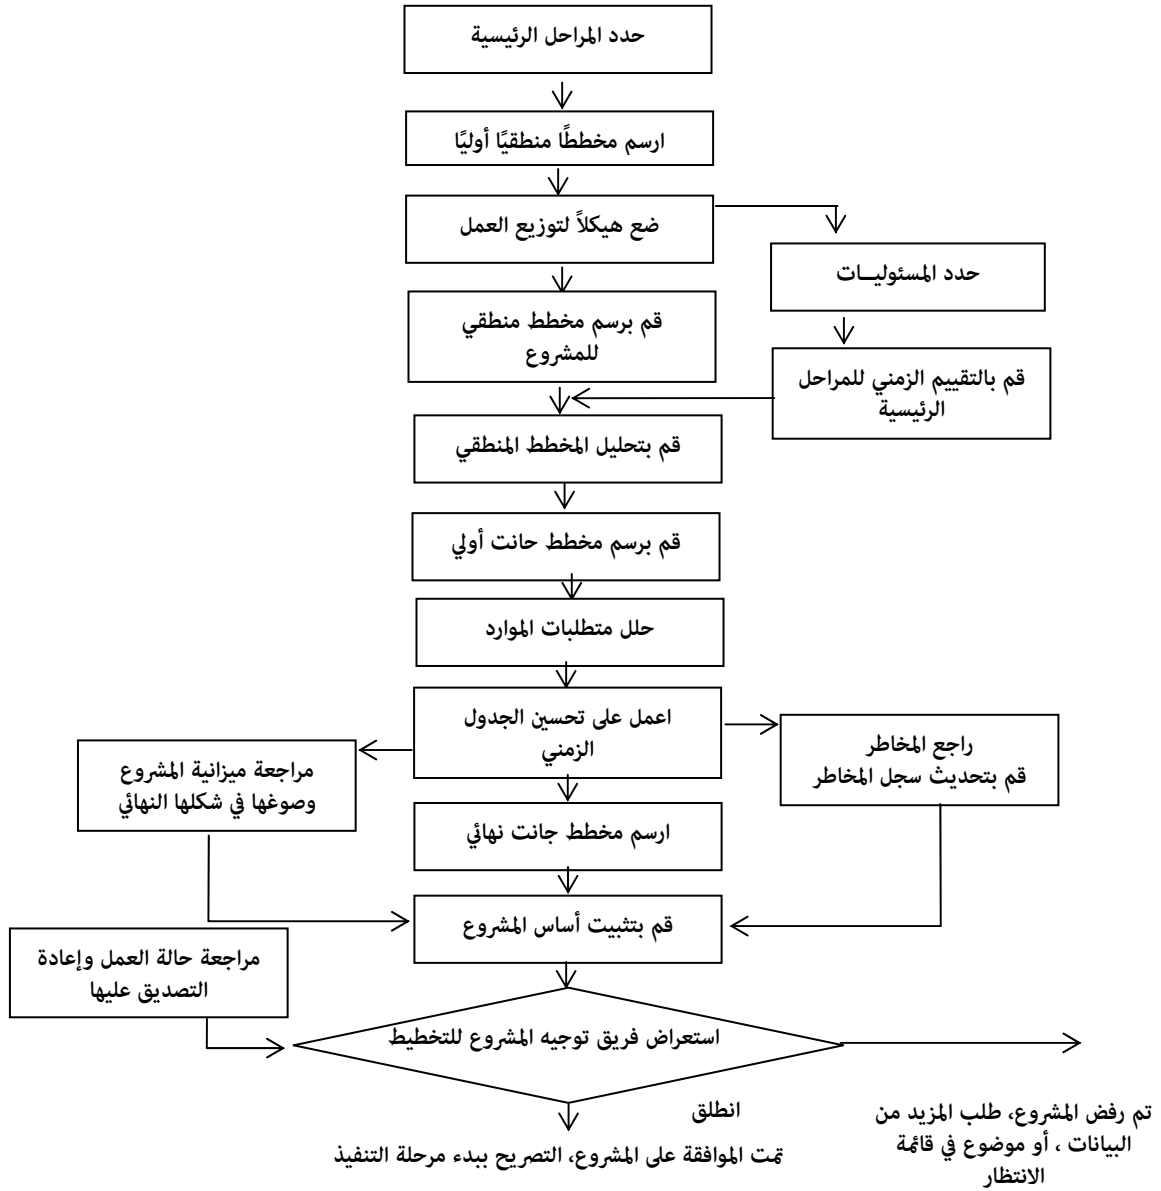 حدد المراحل الرئيسية
ارسم مخططًا منطقيًا أوليًا
ضع هيكلاً لتوزيع العمل
حدد المسئوليــات
قم برسم مخطط منطقي
للمشروع
قم بالتقييم الزمني للمراحل
الرئيسية
قم بتحليل المخطط المنطقي
قم برسم مخطط حانت أولي
حلل متطلبات الموارد
اعمل على تحسين الجدول
الزمني
راجع المخاطر
قم بتحديث سجل المخاطر
مراجعة ميزانية المشروع
وصوغها في شكلها النهائي
ارسم مخطط جانت نهائي
قم بتثبيت أساس المشروع
مراجعة حالة العمل وإعادة
التصديق عليها
استعراض فريق توجيه المشروع للتخطيط
انطلق
تمت الموافقة على المشروع، التصريح ببدء مرحلة التنفيذ
تم رفض المشروع، طلب المزيد من
البيانات ، أو موضوع في قائمة
الانتظار